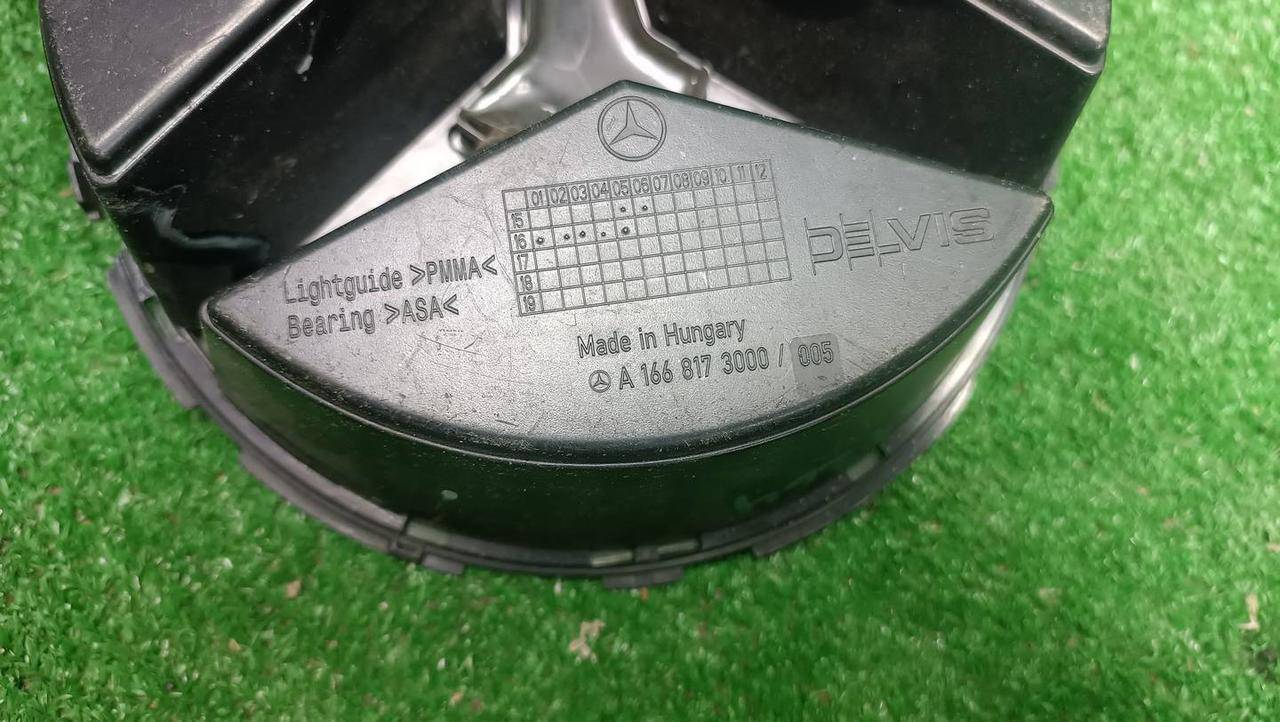 01 02 03 04 05 06 07 08 09 10 11 12
15
16
17
18
19
DELVIS
Lightguide >PMMA<
Bearing >ASA<
Made in Hungary
A 166 817 3000 / 005